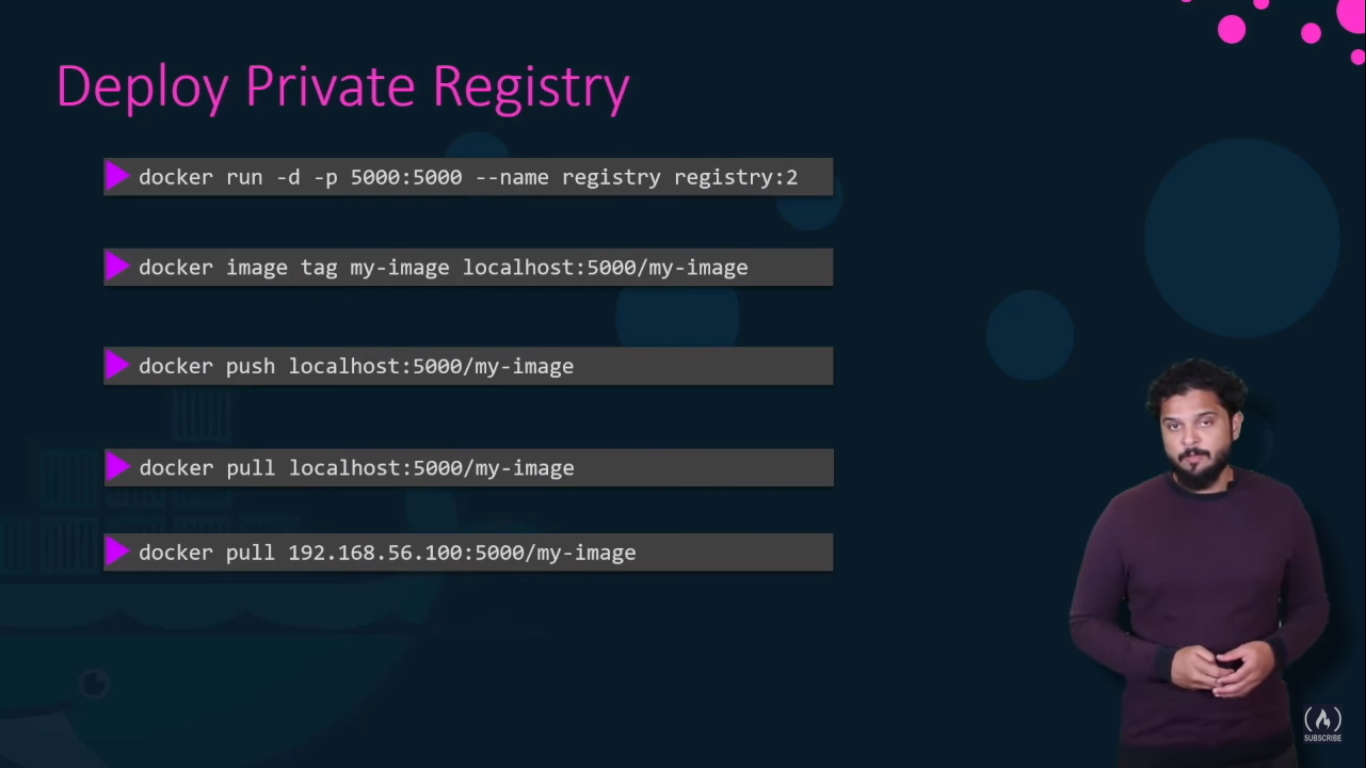 Deploy Private Registry
docker run -d -p 5000:5000 --name registry registry:2
docker image tag my-image localhost:5000/my-image
docker push localhost:5000/my-image
docker pull localhost:5000/my-image
docker pull 192.168.56.100:5000/my-image
SUBSCRIBE